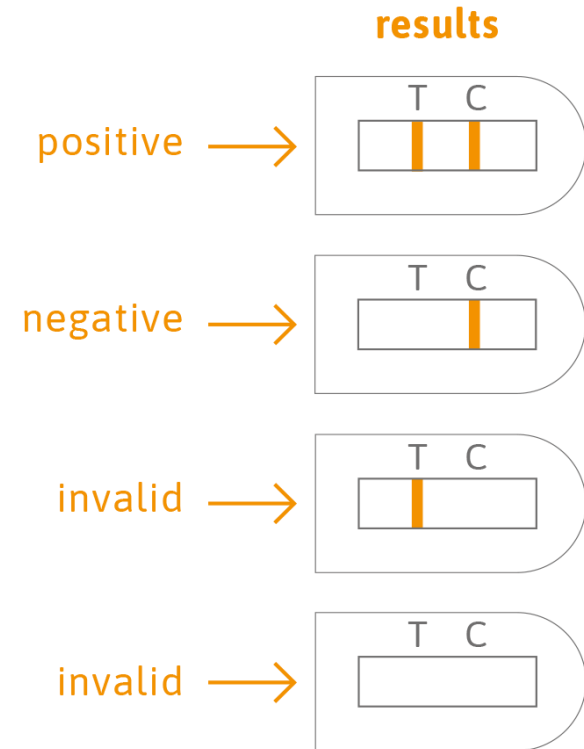 results
T C
positive
T C
negative
T C
invalid
T C
invalid